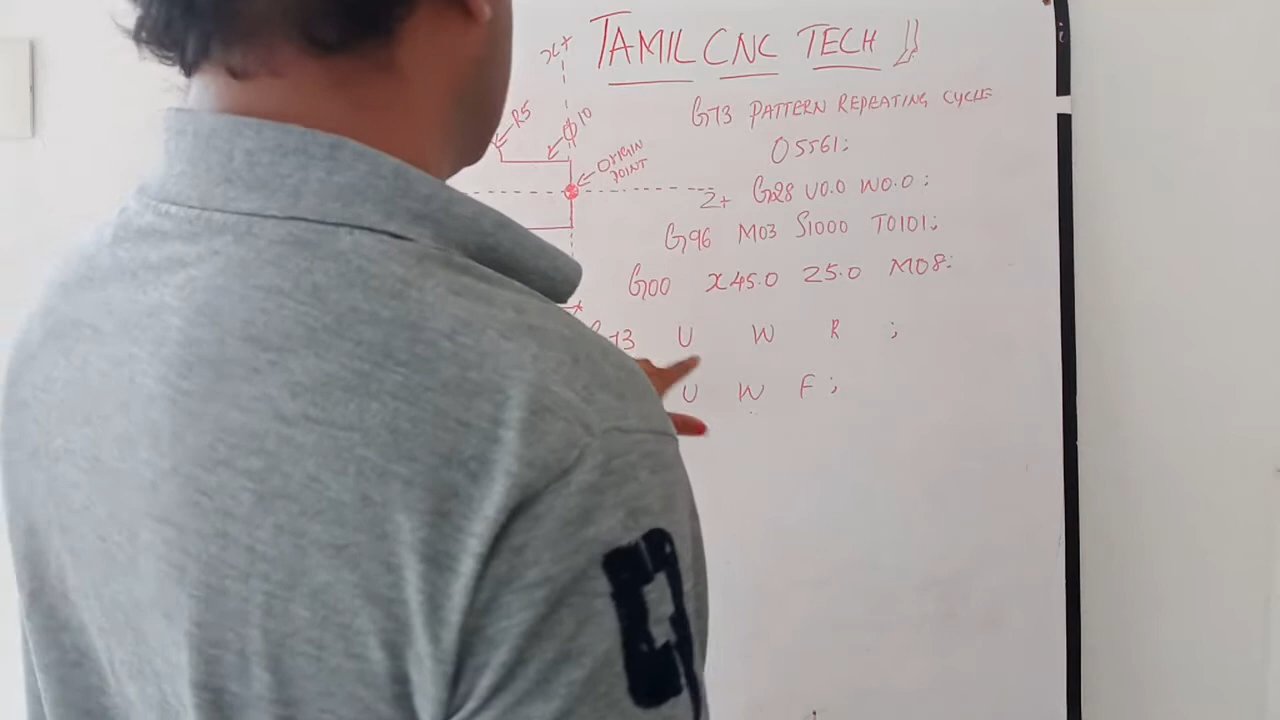 TAMIL CNC TECH
x+
R5
φ10
ORIGIN POINT
Z+
G73 PATTERN REPEATING CYCLE
O5561;
G28 U0.0 W0.0;
G96 M03 S1000 T0101;
G00 X45.0 Z5.0 M08;
G73 U W R ;
U W F ;